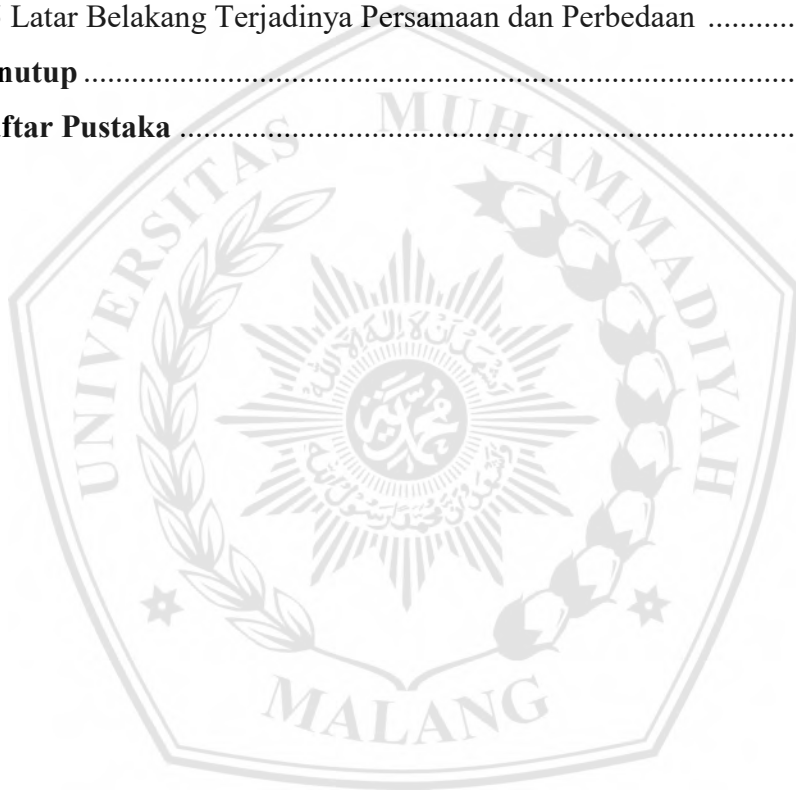 Latar Belakang Terjadinya Persamaan dan Perbedaan ............
nutup ...........................................................................
ftar Pustaka .................................................................
UNIVERSITAS MUHAMMADIYAH
MALANG